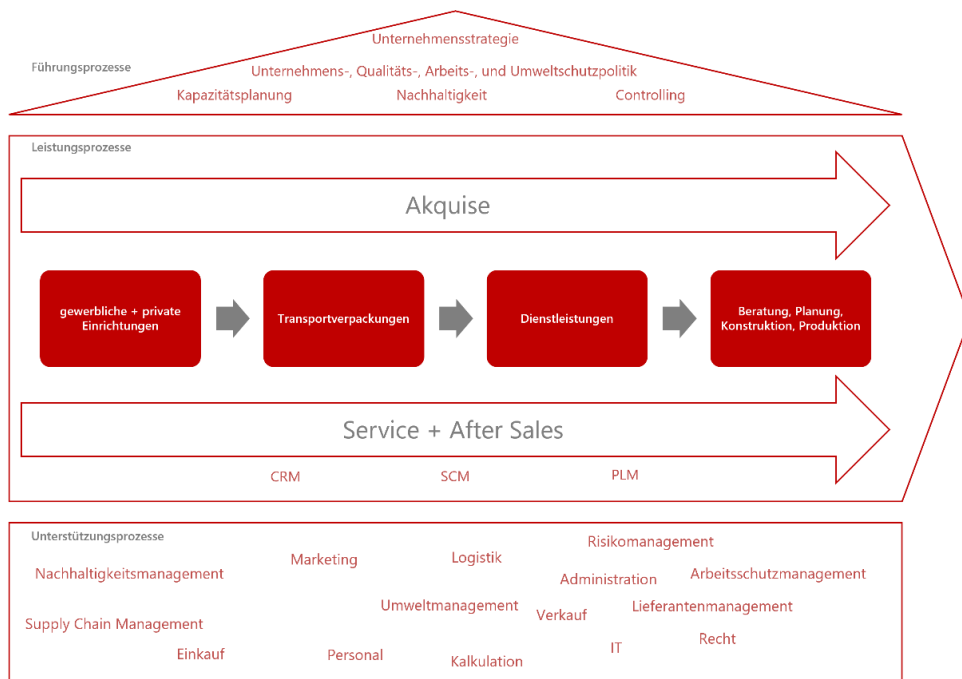 Unternehmensstrategie
Führungsprozesse
Unternehmens-, Qualitäts-, Arbeits-, und Umweltschutzpolitik
Kapazitätsplanung
Nachhaltigkeit
Controlling
Leistungsprozesse
Akquise
gewerbliche + private
Einrichtungen
Transportverpackungen
Dienstleistungen
Beratung, Planung,
Konstruktion, Produktion
Service + After Sales
CRM
SCM
PLM
Unterstützungsprozesse
Risikomanagement
Marketing
Logistik
Nachhaltigkeitsmanagement
Administration
Arbeitsschutzmanagement
Umweltmanagement
Verkauf
Lieferantenmanagement
Supply Chain Management
Recht
Einkauf
Personal
Kalkulation
IT